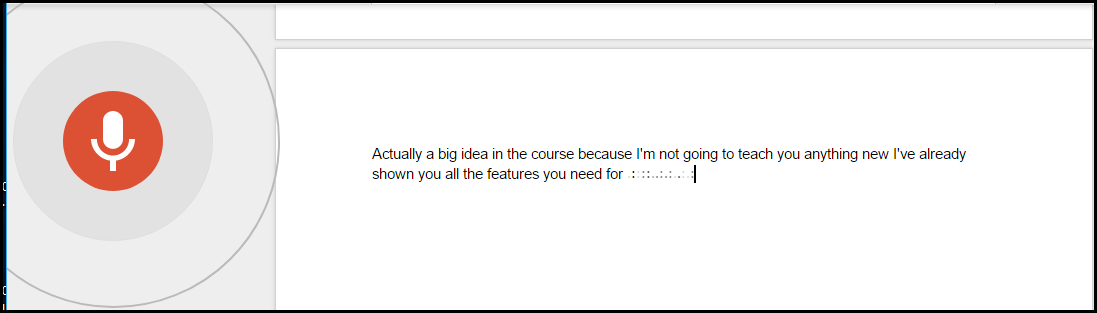 Actually a big idea in the course because I'm not going to teach you anything new I've already
shown you all the features you need for